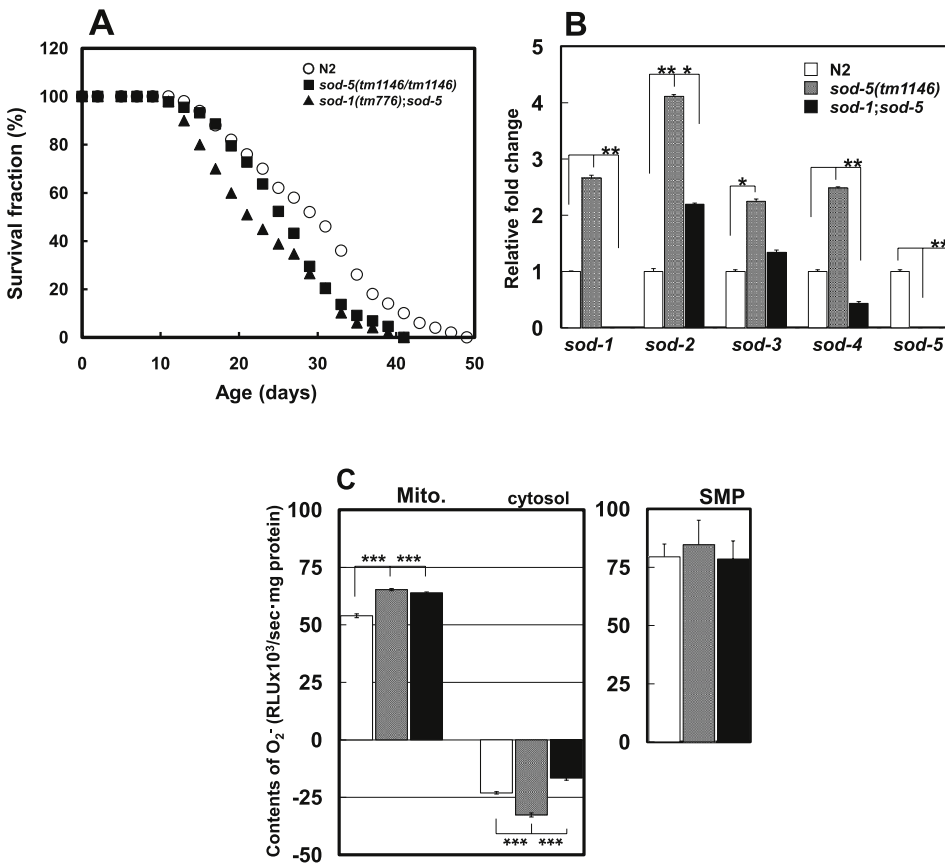 A
Survival fraction (%)
120
100
80
60
40
20
0
N2
sod-5(tm1146/tm1146)
sod-1(tm776);sod-5
0 10 20 30 40 50
Age (days)
B
Relative fold change
5
4
3
2
1
0
N2
sod-5(tm1146)
sod-1;sod-5
**
** *
*
**
**
sod-1 sod-2 sod-3 sod-4 sod-5
C
Mito. cytosol
Contents of O₂- (RLUx10³/sec·mg protein)
100
75
50
25
0
-25
-50
*** ***
*** ***
SMP
100
75
50
25
0